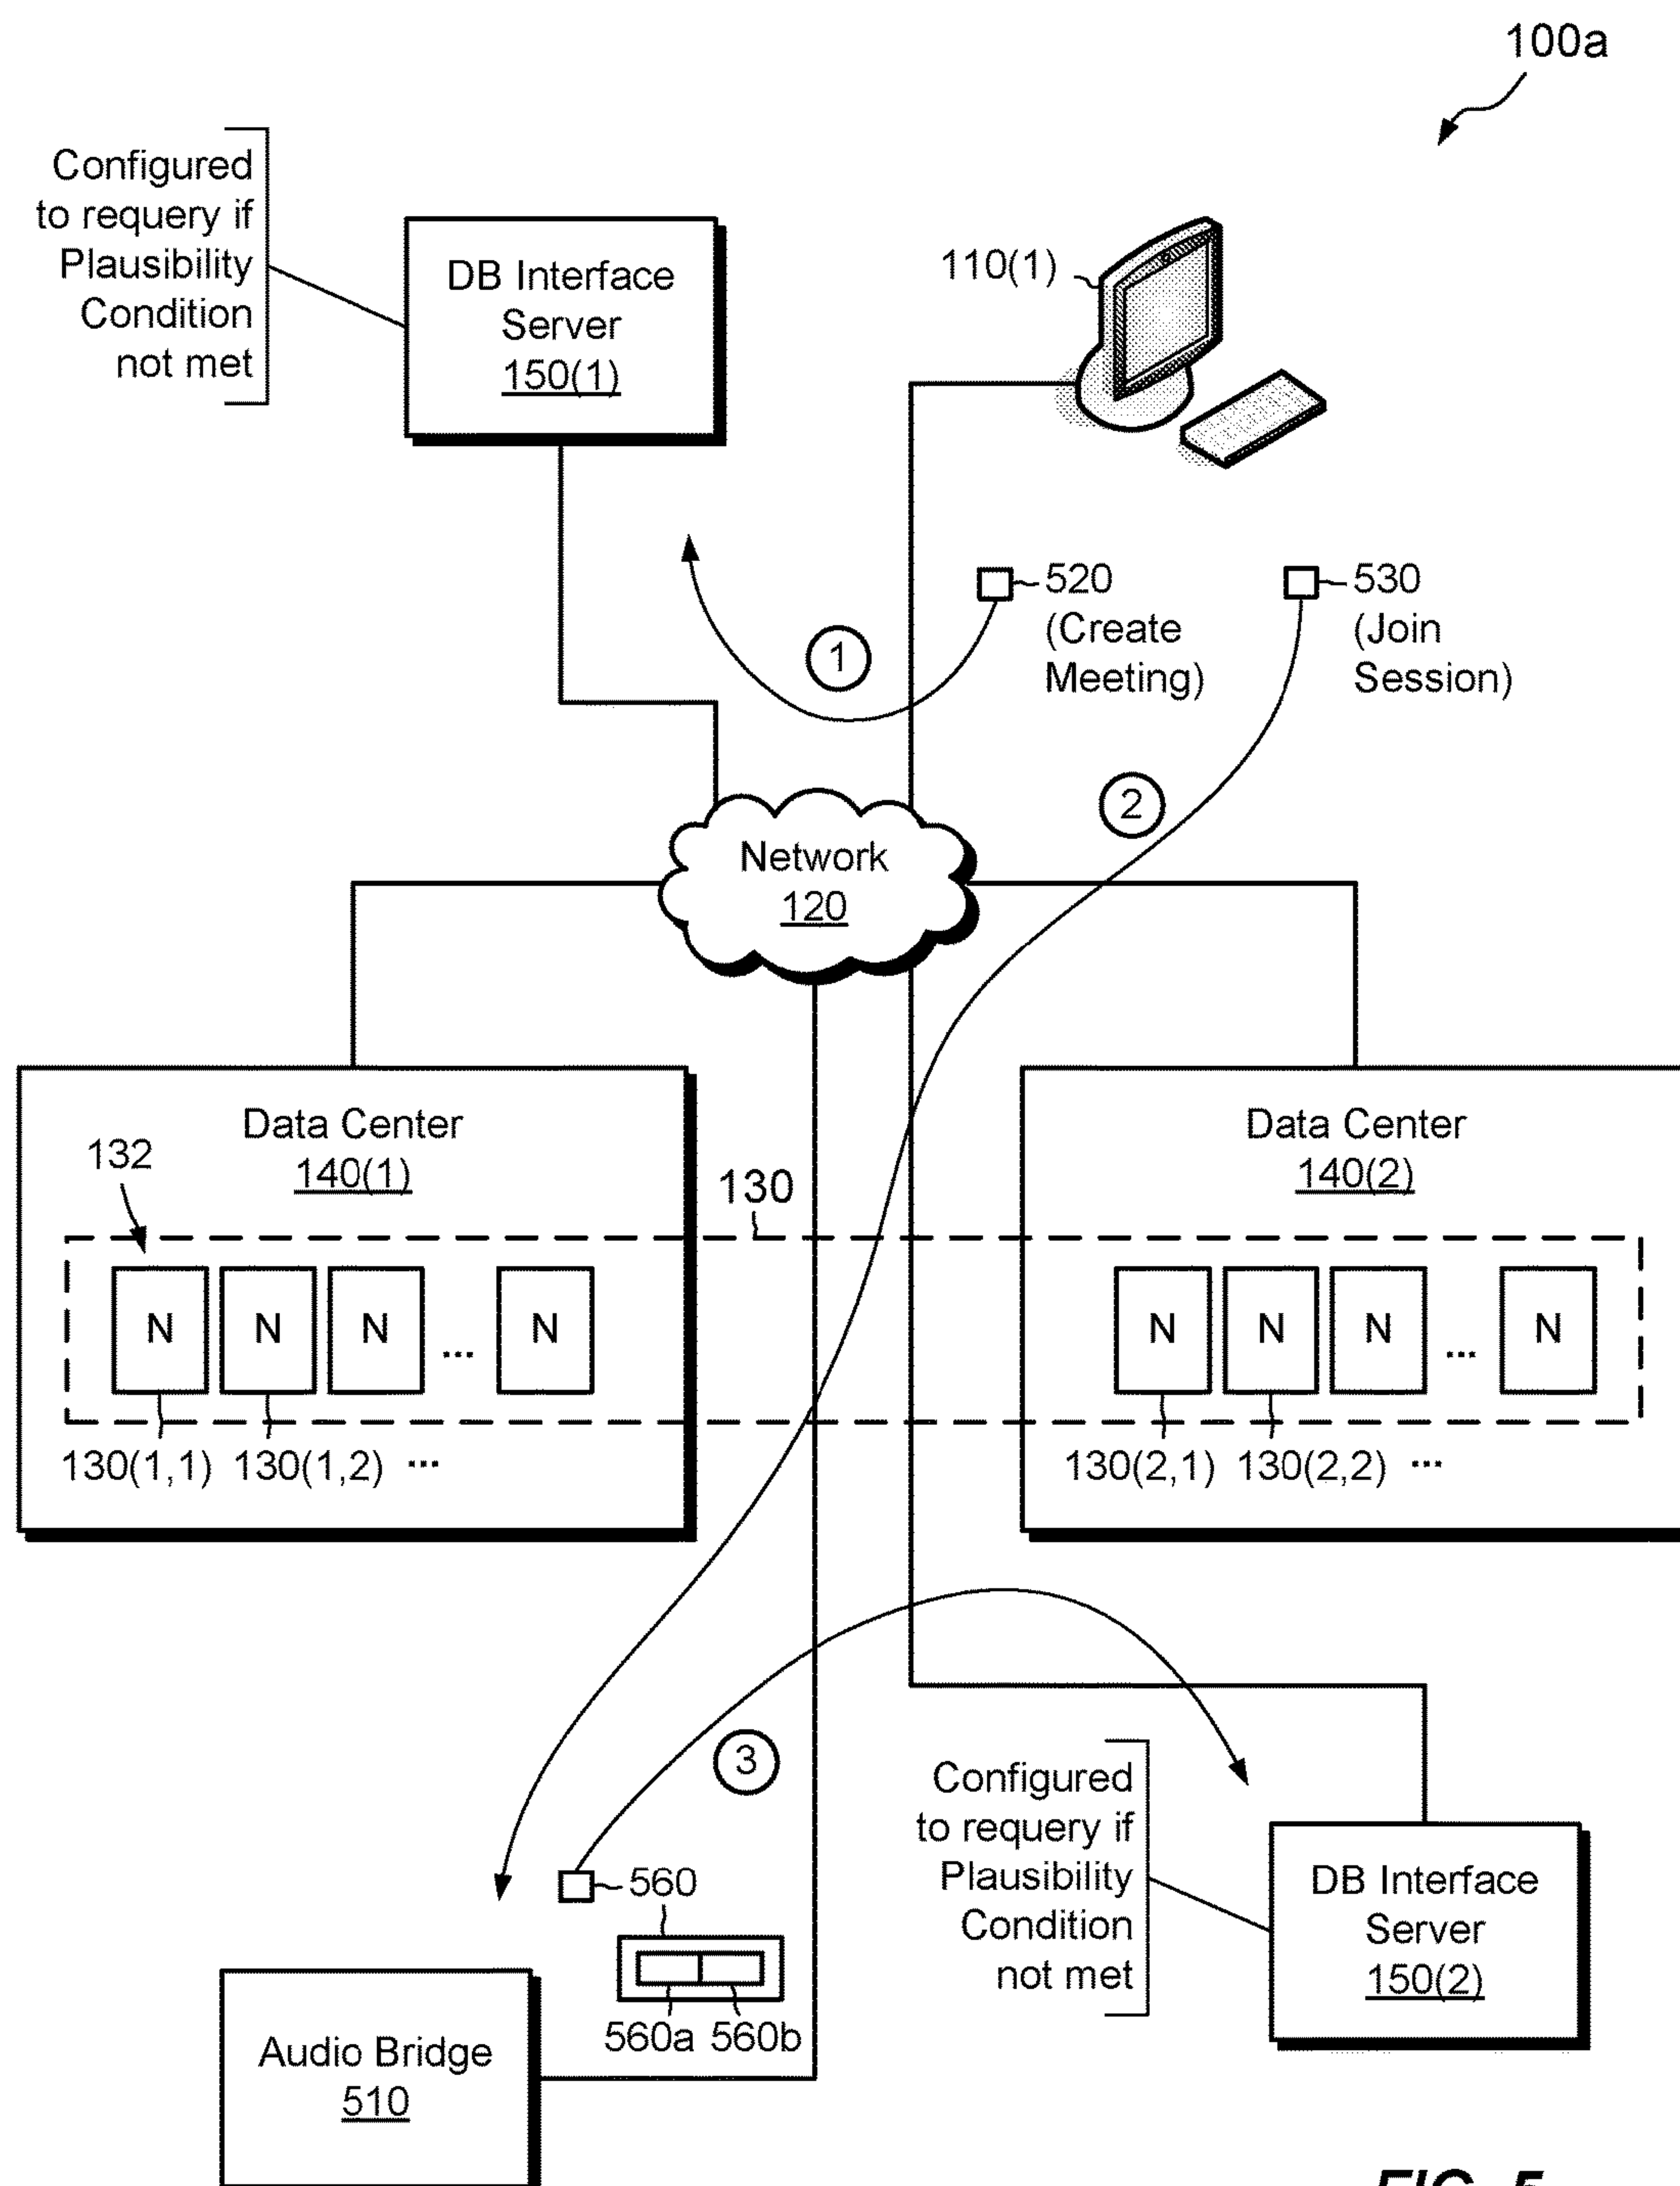 100a
Configured
to requery if
Plausibility
Condition
not met
DB Interface
Server
150(1)
110(1)
520
(Create
Meeting)
530
(Join
Session)
1
2
Network
120
Data Center
140(1)
132
130
Data Center
140(2)
N N N ... N
N N N ... N
130(1,1) 130(1,2) ...
130(2,1) 130(2,2) ...
3
Configured
to requery if
Plausibility
Condition
not met
DB Interface
Server
150(2)
560
560
560a 560b
Audio Bridge
510
FIG. 5